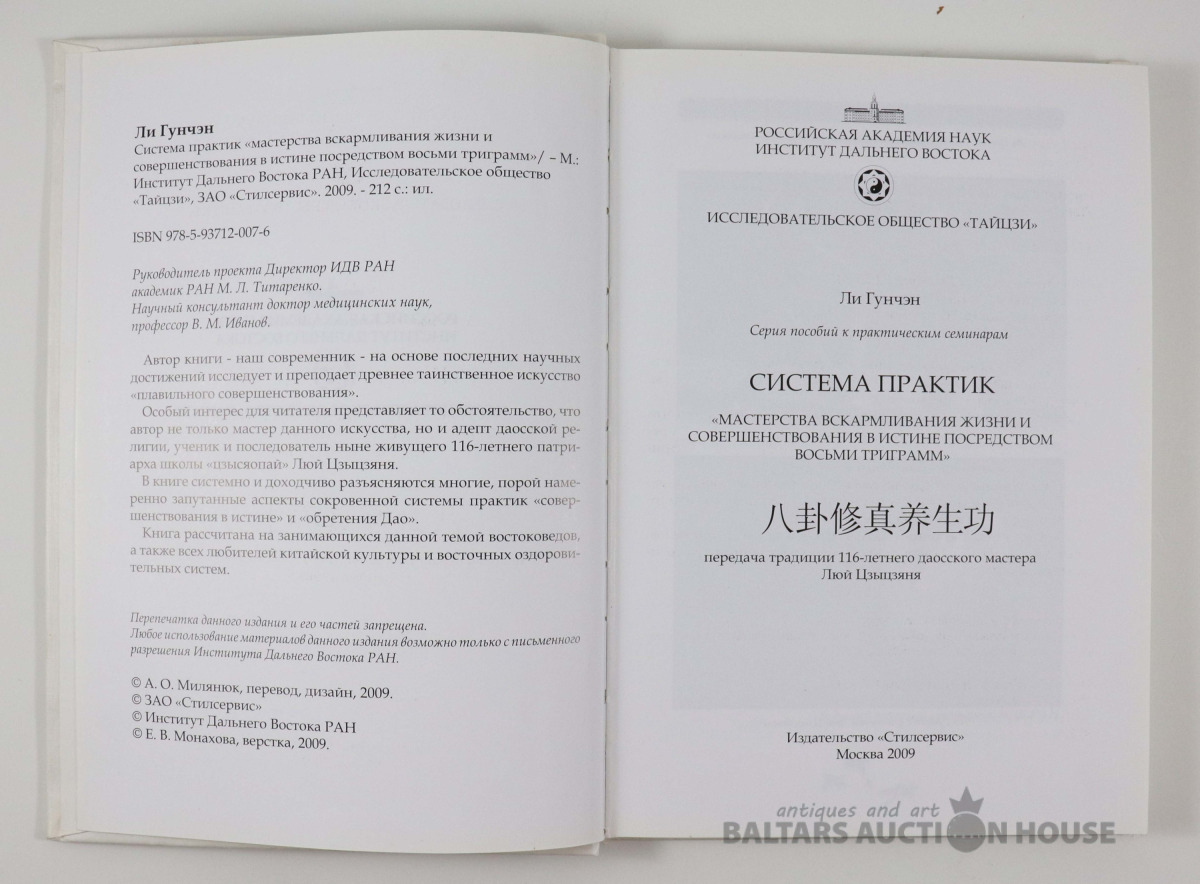 Ли Гунчэн
Система практик «мастерства вскармливания жизни и
совершенствования в истине посредством восьми триграмм»/ – М.:
Институт Дальнего Востока РАН, Исследовательское общество
«Тайцзи», ЗАО «Стилсервис». 2009. - 212 с.: ил.
ISBN 978-5-93712-007-6
Руководитель проекта Директор ИДВ РАН
академик РАН М. Л. Титаренко.
Научный консультант доктор медицинских наук,
профессор В. М. Иванов.
Автор книги - наш современник - на основе последних научных
достижений исследует и преподает древнее таинственное искусство
«плавильного совершенствования».
Особый интерес для читателя представляет то обстоятельство, что
автор не только мастер данного искусства, но и адепт даосской ре-
лигии, ученик и последователь ныне живущего 116-летнего патри-
арха школы «цзысяопай» Люй Цзыцзяня.
В книге системно и доходчиво разъясняются многие, порой наме-
ренно запутанные аспекты сокровенной системы практик «совер-
шенствования в истине» и «обретения Дао».
Книга рассчитана на занимающихся данной темой востоковедов,
а также всех любителей китайской культуры и восточных оздорови-
тельных систем.
Перепечатка данного издания и его частей запрещена.
Любое использование материалов данного издания возможно только с письменного
разрешения Института Дальнего Востока РАН.
© А. О. Милянюк, перевод, дизайн, 2009.
© ЗАО «Стилсервис»
© Институт Дальнего Востока РАН
© Е. В. Монахова, верстка, 2009.
РОССИЙСКАЯ АКАДЕМИЯ НАУК
ИНСТИТУТ ДАЛЬНЕГО ВОСТОКА
ИССЛЕДОВАТЕЛЬСКОЕ ОБЩЕСТВО «ТАЙЦЗИ»
Ли Гунчэн
Серия пособий к практическим семинарам
СИСТЕМА ПРАКТИК
«МАСТЕРСТВА ВСКАРМЛИВАНИЯ ЖИЗНИ И
СОВЕРШЕНСТВОВАНИЯ В ИСТИНЕ ПОСРЕДСТВОМ
ВОСЬМИ ТРИГРАММ»
八卦修真养生功
передача традиции 116-летнего даосского мастера
Люй Цзыцзяня
Издательство «Стилсервис»
Москва 2009
antiques and art
BALTARS AUCTION HOUSE